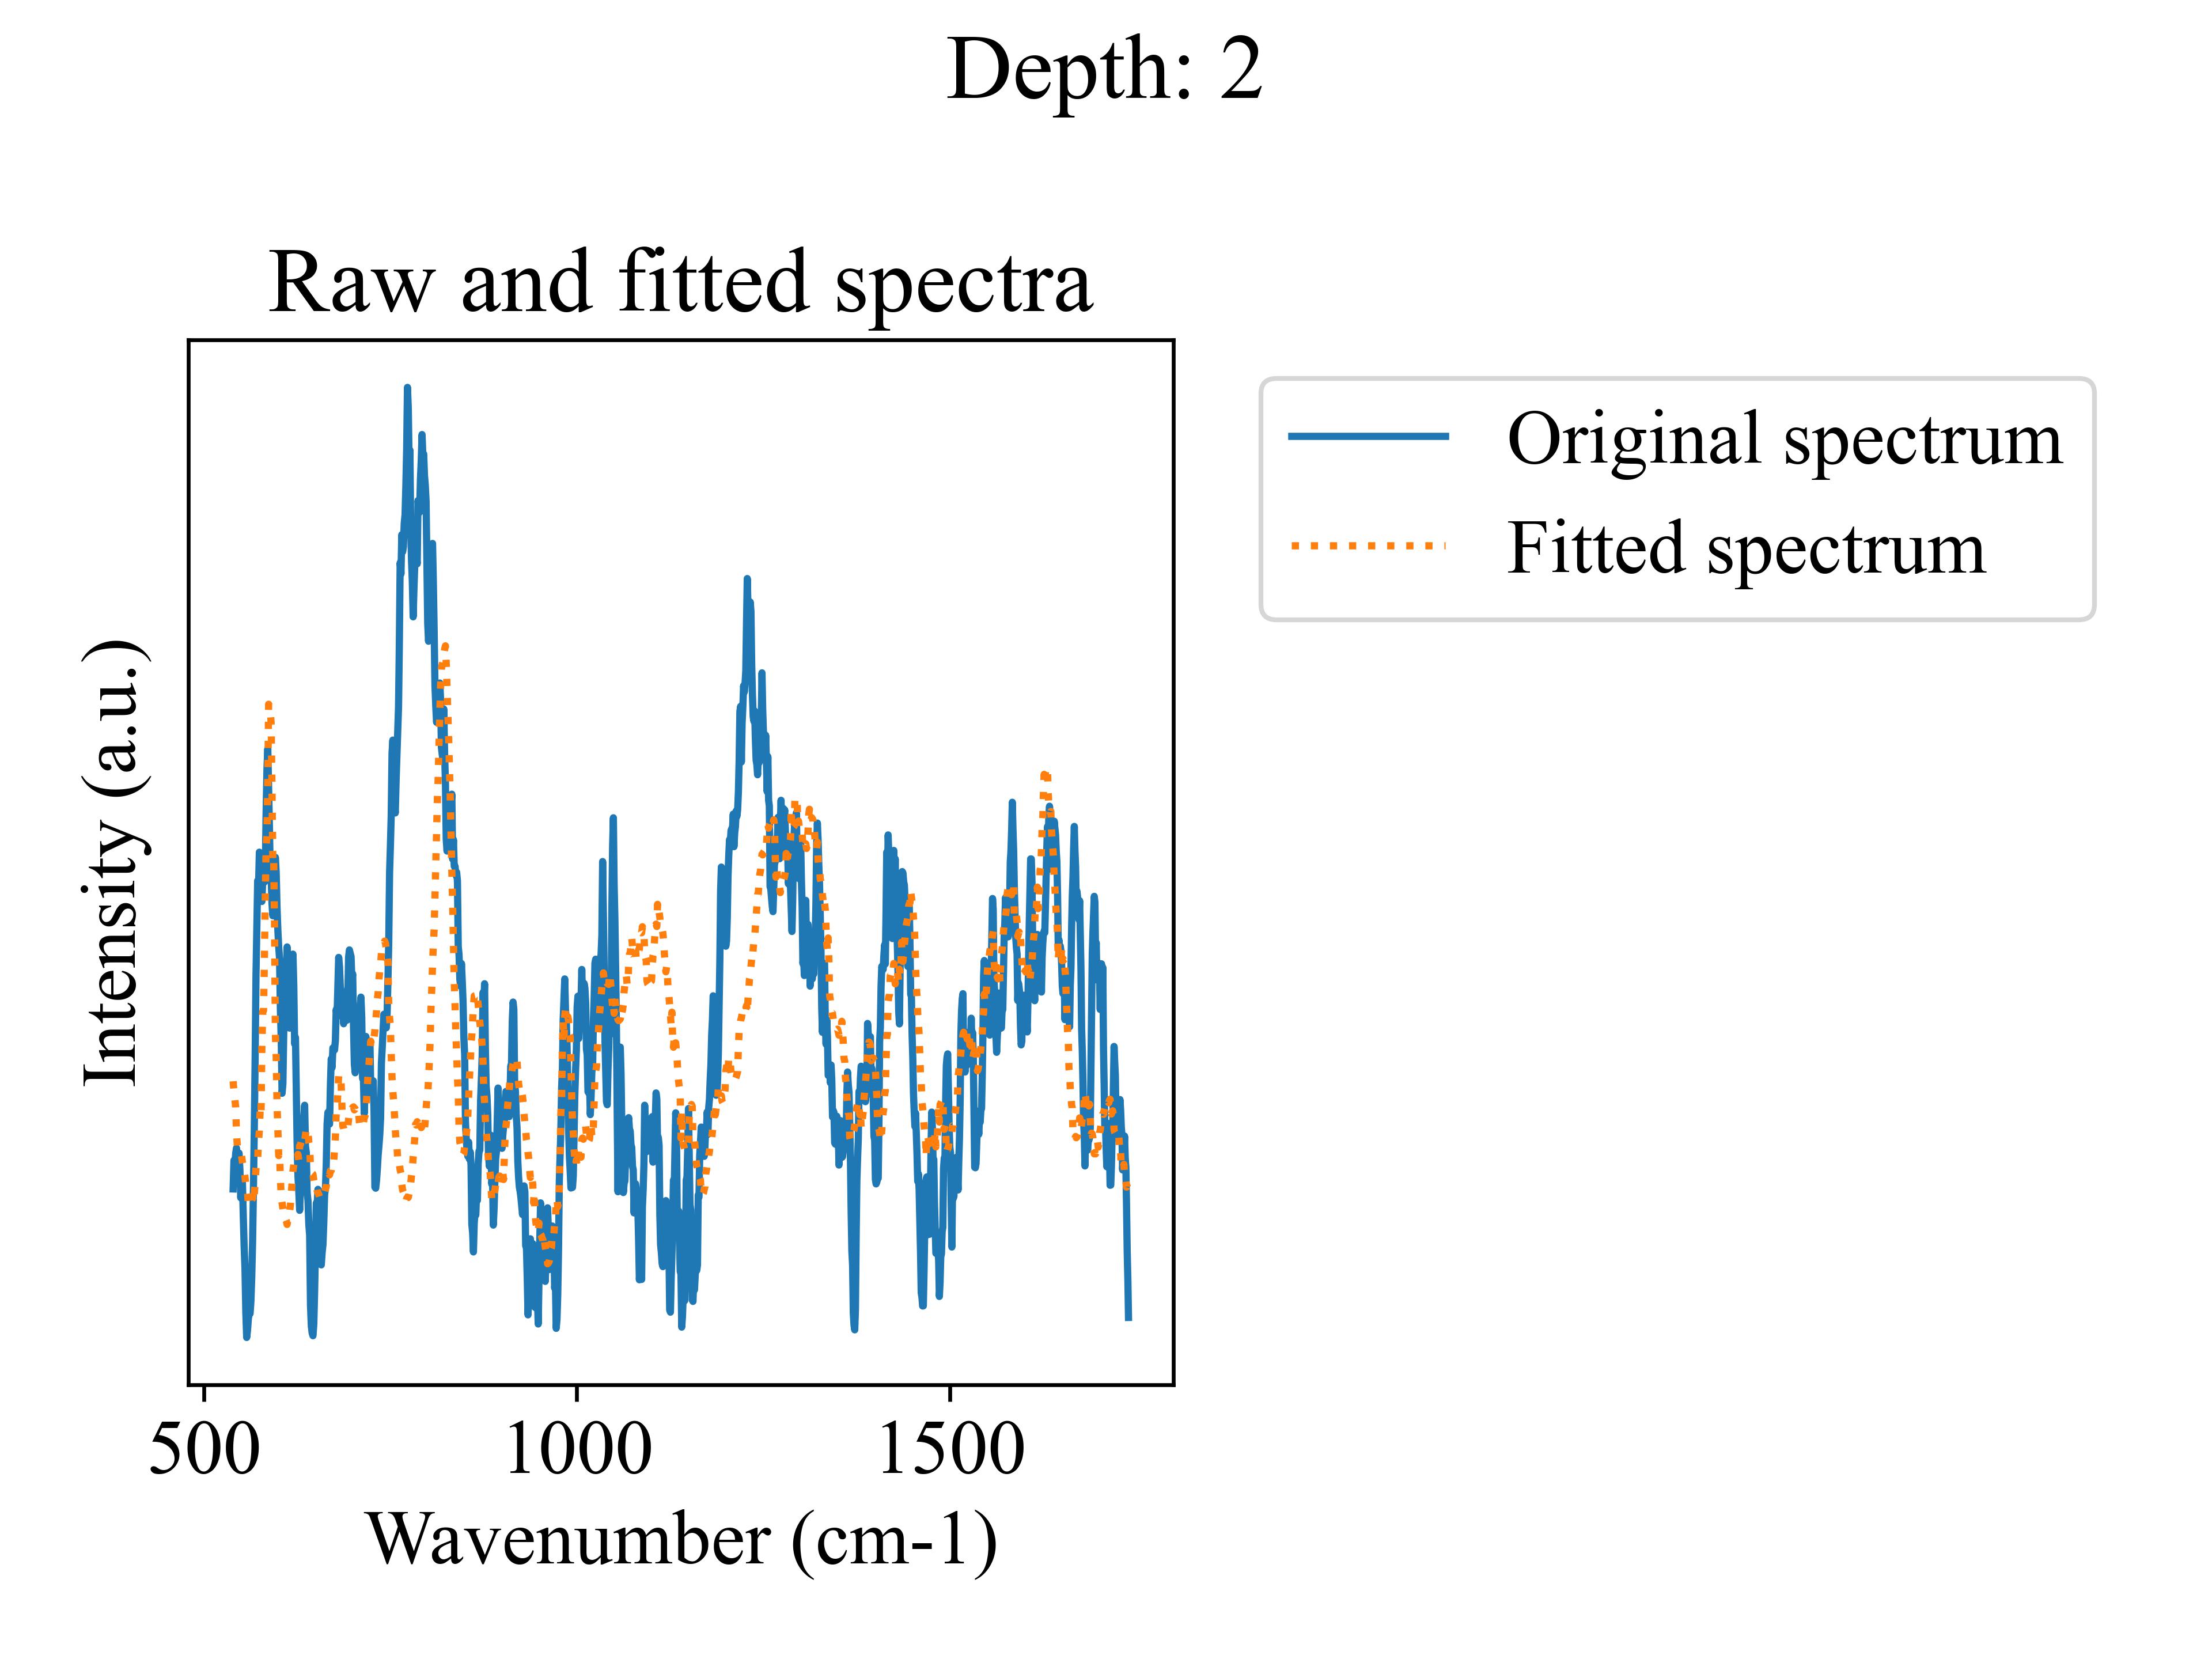 Depth: 2
Raw and fitted spectra
Original spectrum
Fitted spectrum
Intensity (a.u.)
500 1000 1500
Wavenumber (cm-1)